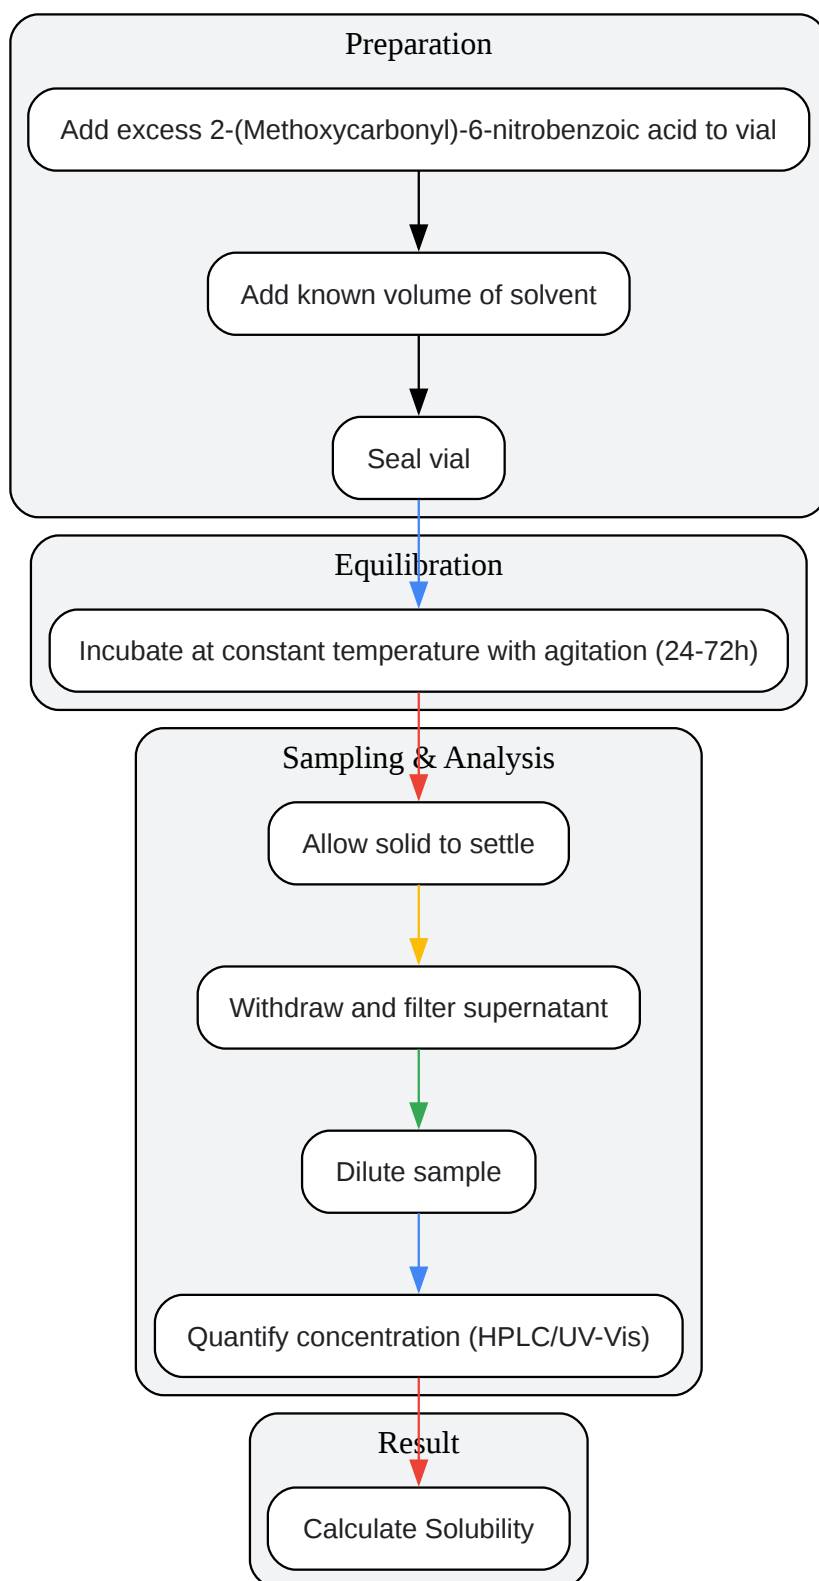 Preparation
Add excess 2-(Methoxycarbonyl)-6-nitrobenzoic acid to vial
Add known volume of solvent
Seal vial
Equilibration
Incubate at constant temperature with agitation (24-72h)
Sampling & Analysis
Allow solid to settle
Withdraw and filter supernatant
Dilute sample
Quantify concentration (HPLC/UV-Vis)
Result
Calculate Solubility